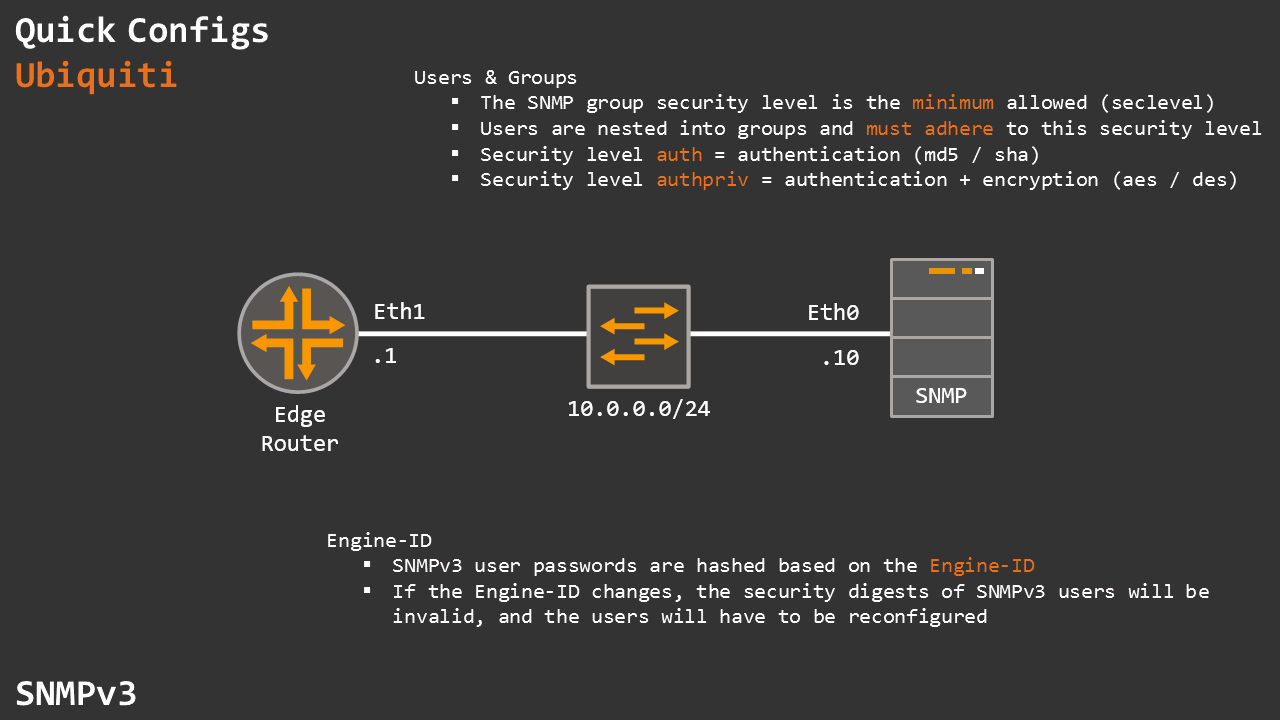 Quick Configs
Ubiquiti
Users & Groups
▪ The SNMP group security level is the minimum allowed (seclevel)
▪ Users are nested into groups and must adhere to this security level
▪ Security level auth = authentication (md5 / sha)
▪ Security level authpriv = authentication + encryption (aes / des)
Eth1
.1
Edge
Router
10.0.0.0/24
Eth0
.10
SNMP
Engine-ID
▪ SNMPv3 user passwords are hashed based on the Engine-ID
▪ If the Engine-ID changes, the security digests of SNMPv3 users will be
invalid, and the users will have to be reconfigured
SNMPv3